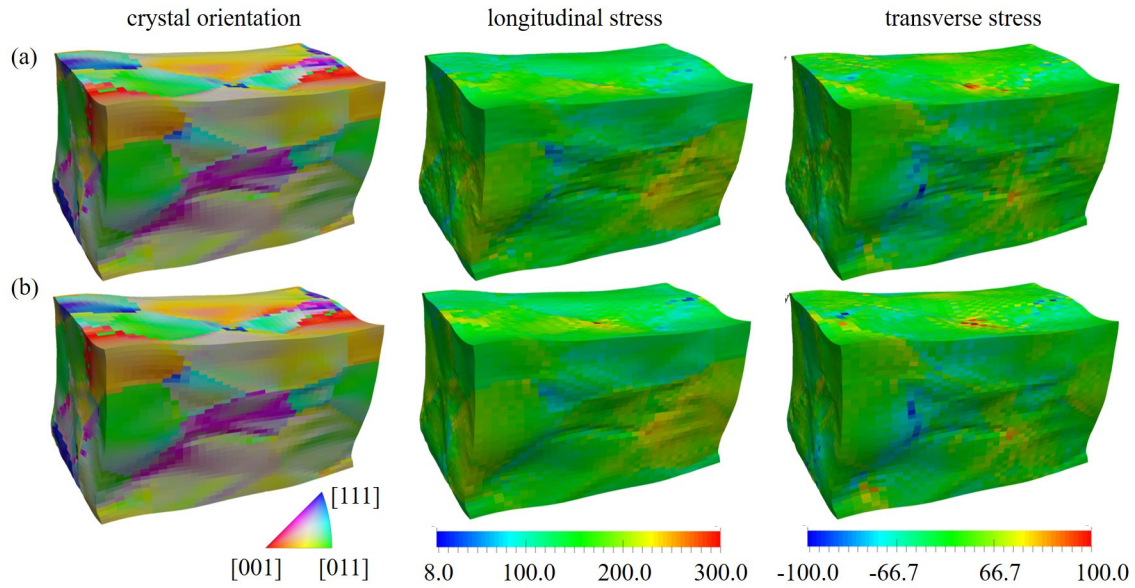 crystal orientation longitudinal stress transverse stress
(a)
(b)
[111]
[001] [011]
8.0 100.0 200.0 300.0
-100.0 -66.7 66.7 100.0